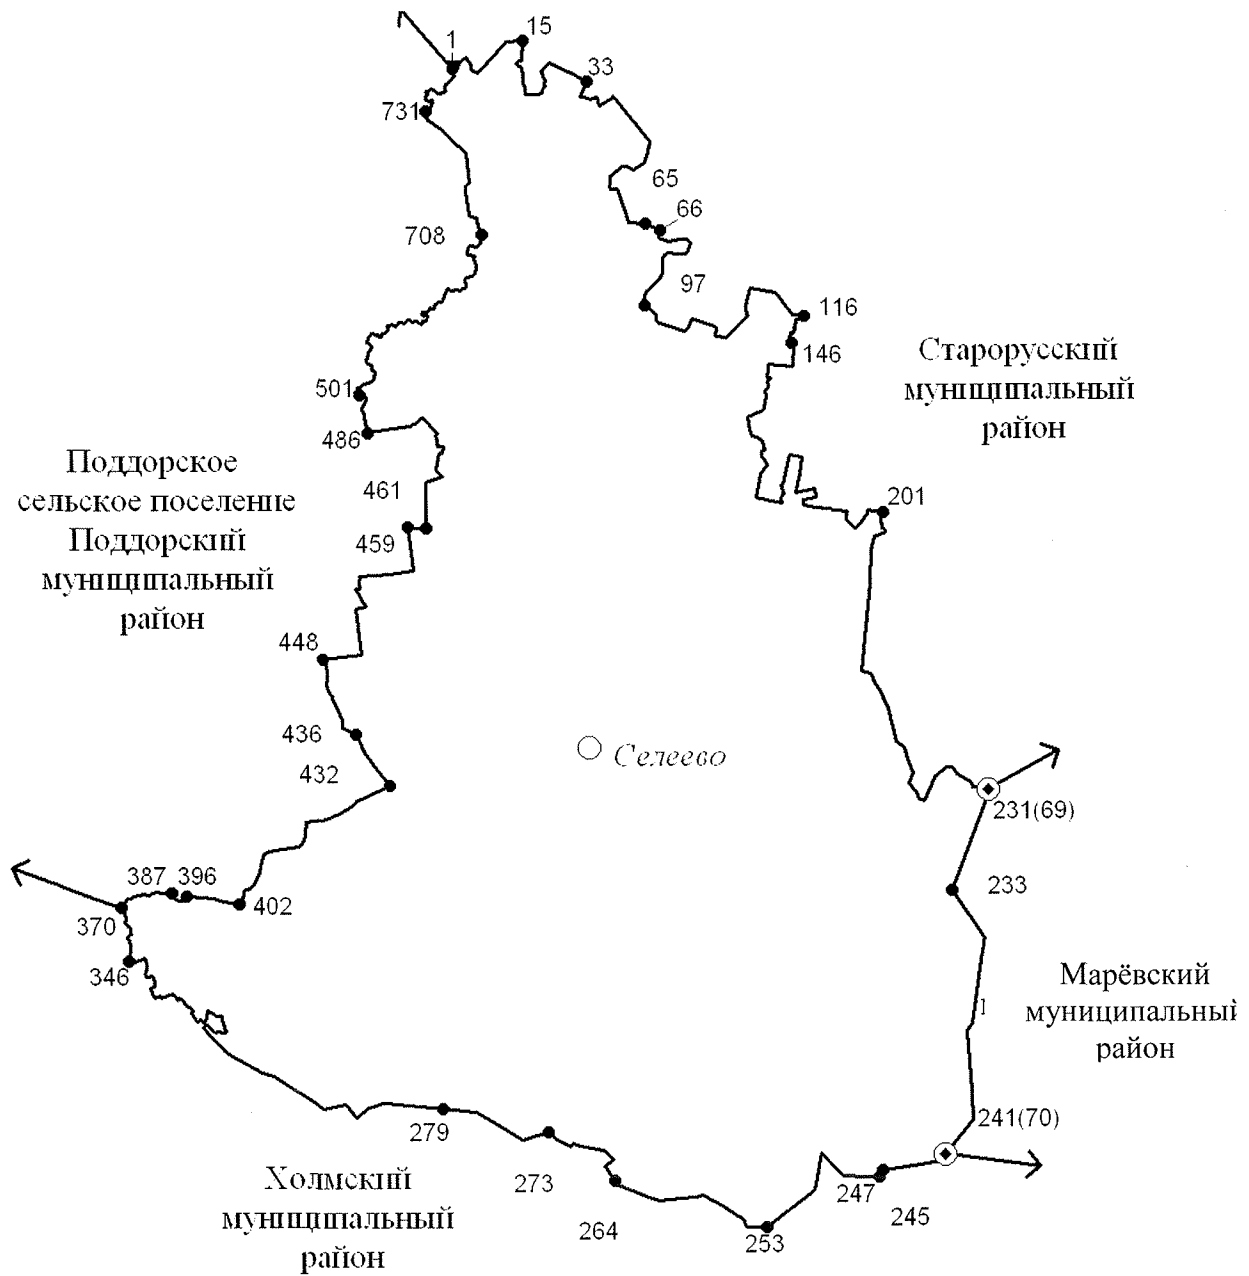 15
1
33
731
65
66
708
97
116
146
Старорусский
муниципальный
район
501
486
Поддорское
сельское поселение
Поддорский
муниципальный
район
461
459
201
448
436
432
Селеево
231(69)
387
396
402
233
370
346
Марёвский
муниципальный
район
241(70)
279
273
247
245
264
253
Холмский
муниципальный
район